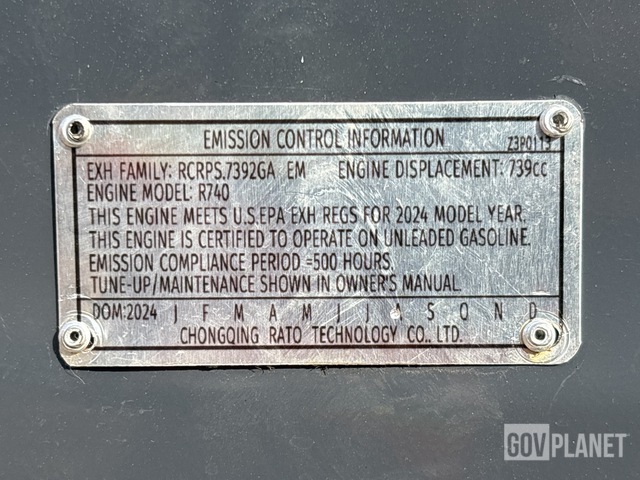 EMISSION CONTROL INFORMATION Z3P0113
EXH FAMILY: RCRPS.7392GA EM ENGINE DISPLACEMENT: 739cc
ENGINE MODEL: R740
THIS ENGINE MEETS U.S.EPA EXH REGS FOR 2024 MODEL YEAR.
THIS ENGINE IS CERTIFIED TO OPERATE ON UNLEADED GASOLINE.
EMISSION COMPLIANCE PERIOD =500 HOURS.
TUNE-UP/MAINTENANCE SHOWN IN OWNER'S MANUAL.
DOM:2024 J F M A M J J A S O N D
CHONGQING RATO TECHNOLOGY CO., LTD.
GOVPLANET